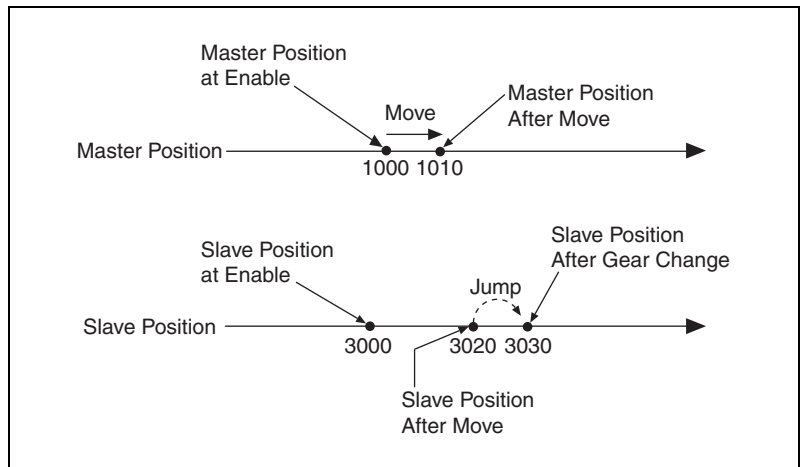 Master Position
at Enable
Move
Master Position
After Move
Master Position
1000 1010
Slave Position
at Enable
Slave Position
After Gear Change
Jump
Slave Position
3000 3020 3030
Slave Position
After Move